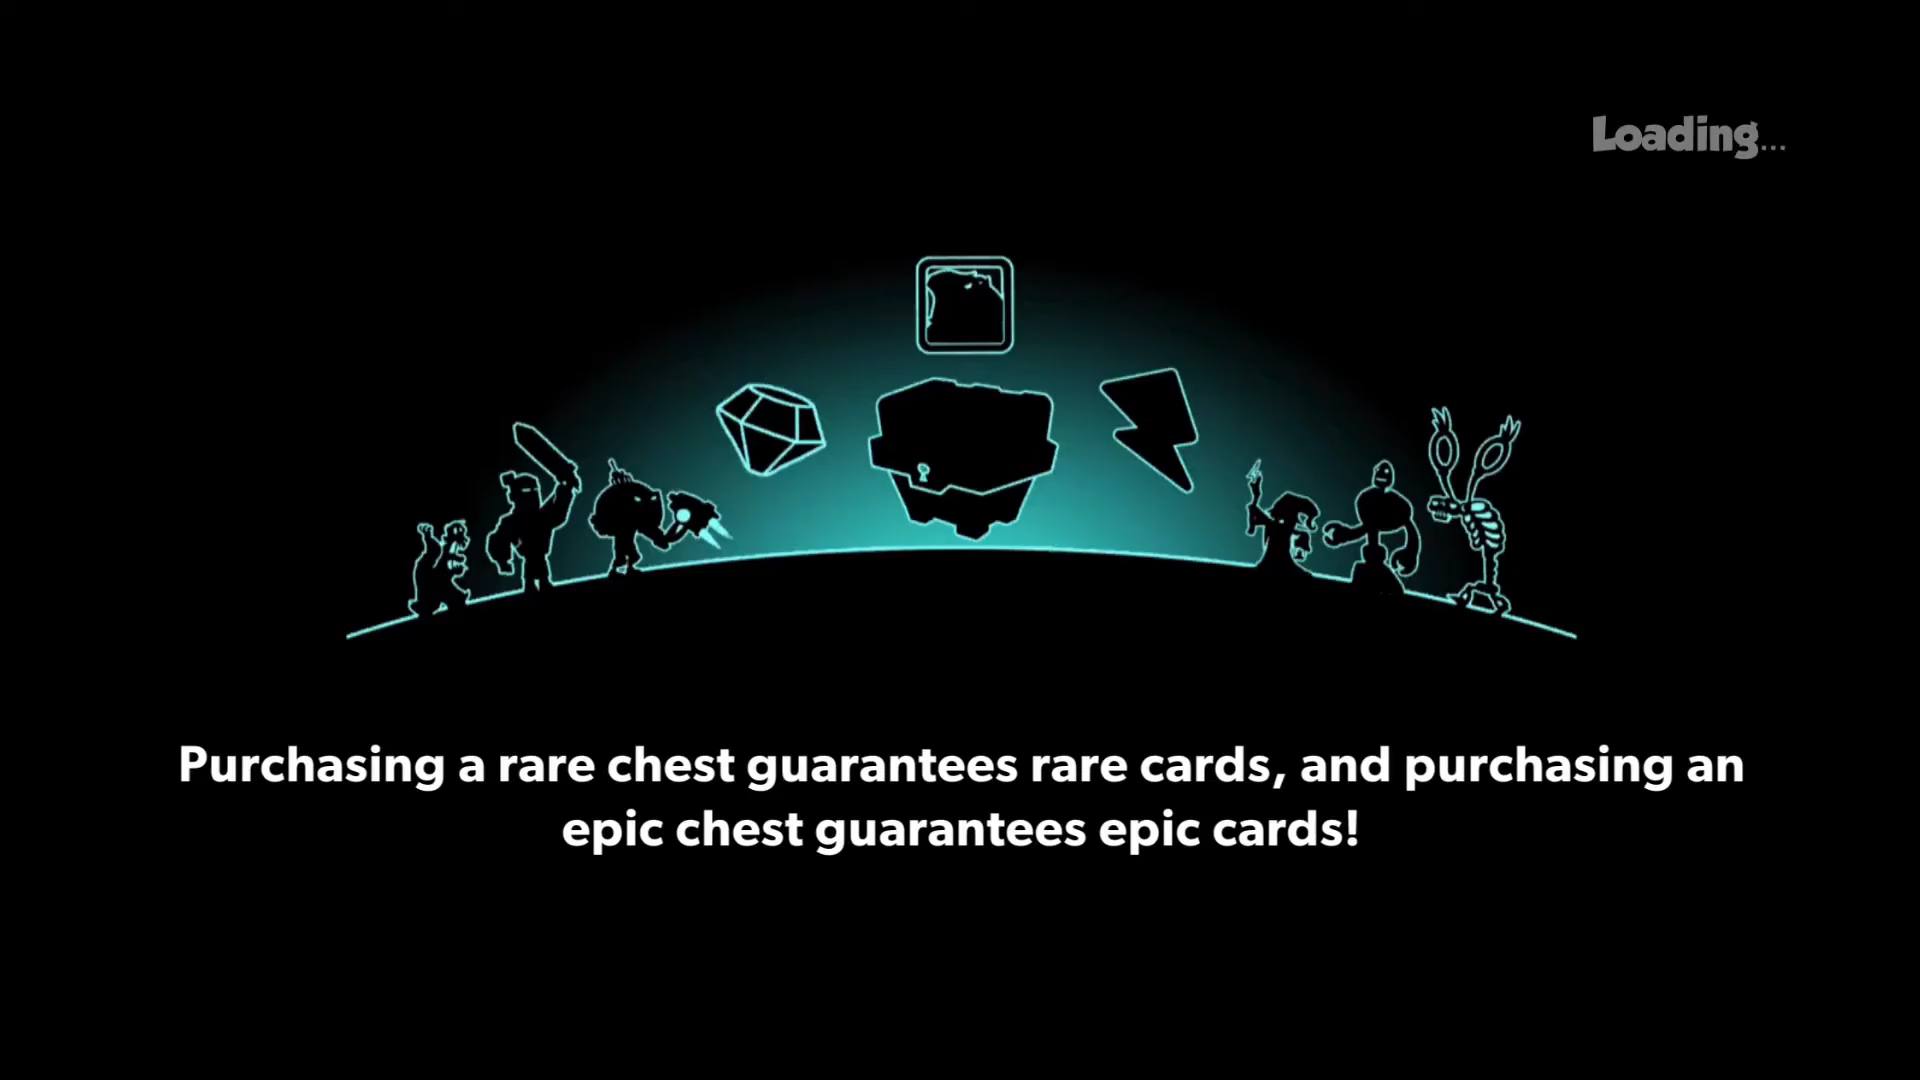 Loading...
Purchasing a rare chest guarantees rare cards, and purchasing an
epic chest guarantees epic cards!